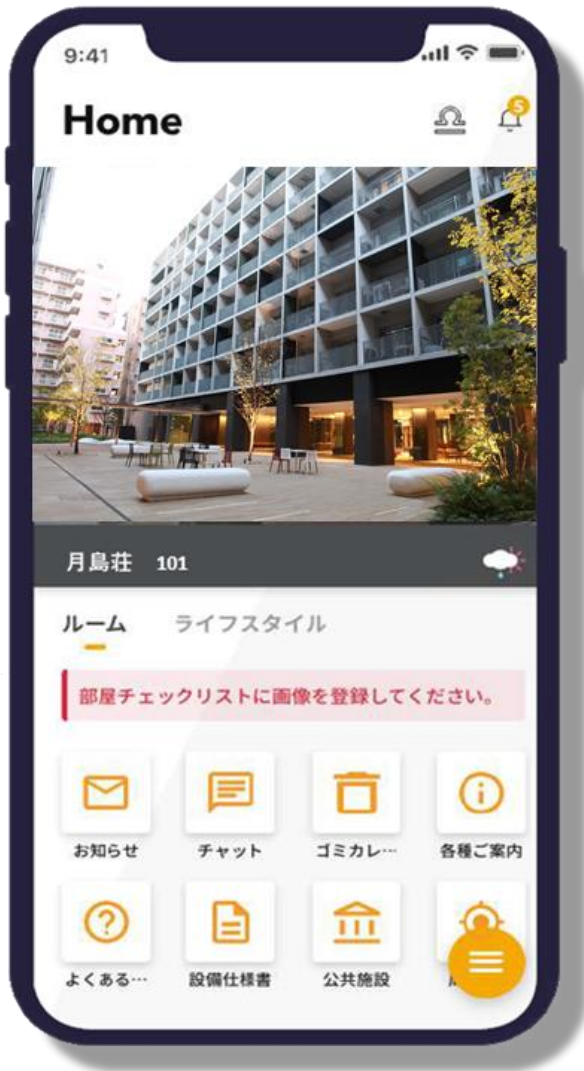 9:41
Home
5
月島荘 101
ルーム ライフスタイル
部屋チェックリストに画像を登録してください。
お知らせ チャット ゴミカレ… 各種ご案内
よくある… 設備仕様書 公共施設